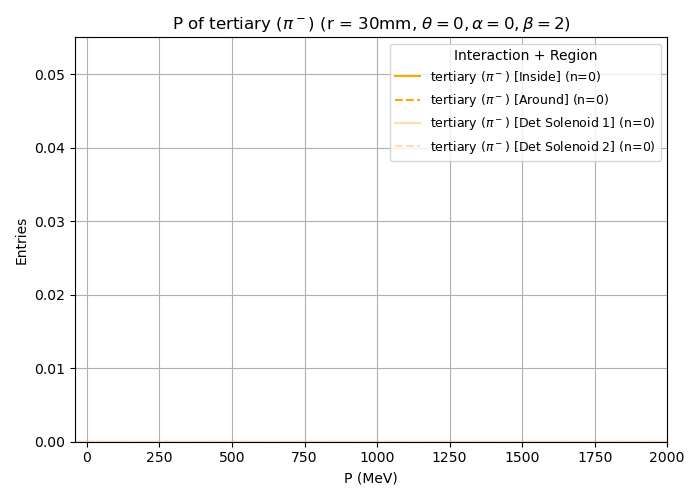 P of tertiary (π⁻) (r = 30mm, θ = 0, α = 0, β = 2)
Interaction + Region
tertiary (π⁻) [Inside] (n=0)
tertiary (π⁻) [Around] (n=0)
tertiary (π⁻) [Det Solenoid 1] (n=0)
tertiary (π⁻) [Det Solenoid 2] (n=0)
Entries
0.05
0.04
0.03
0.02
0.01
0.00
0 250 500 750 1000 1250 1500 1750 2000
P (MeV)